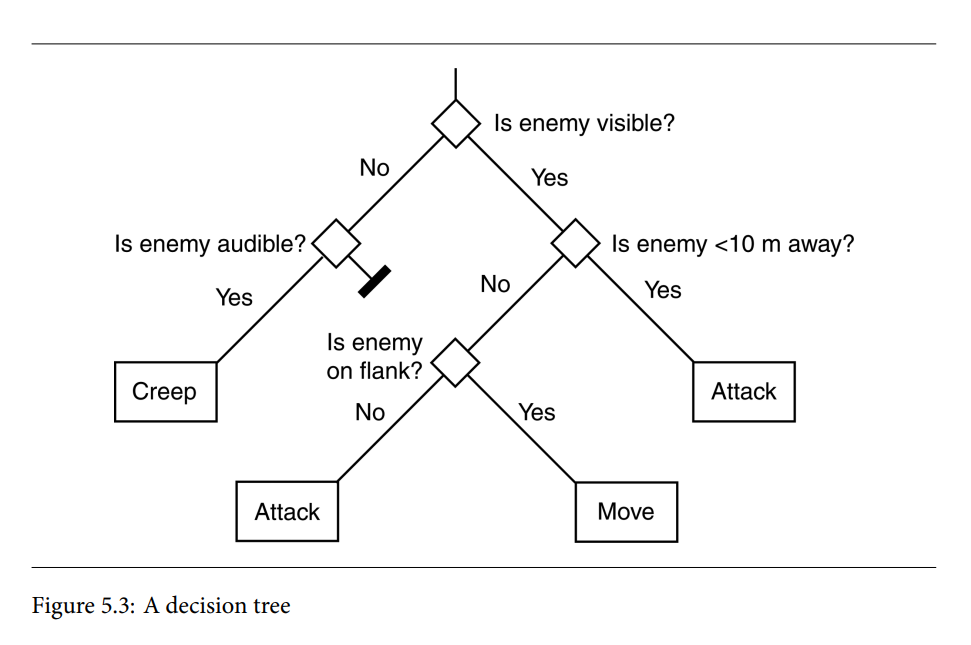 Is enemy visible?
No
Yes
Is enemy audible?
Is enemy <10 m away?
Yes
No
Yes
Is enemy
on flank?
Creep
Attack
No
Yes
Attack
Move
Figure 5.3: A decision tree